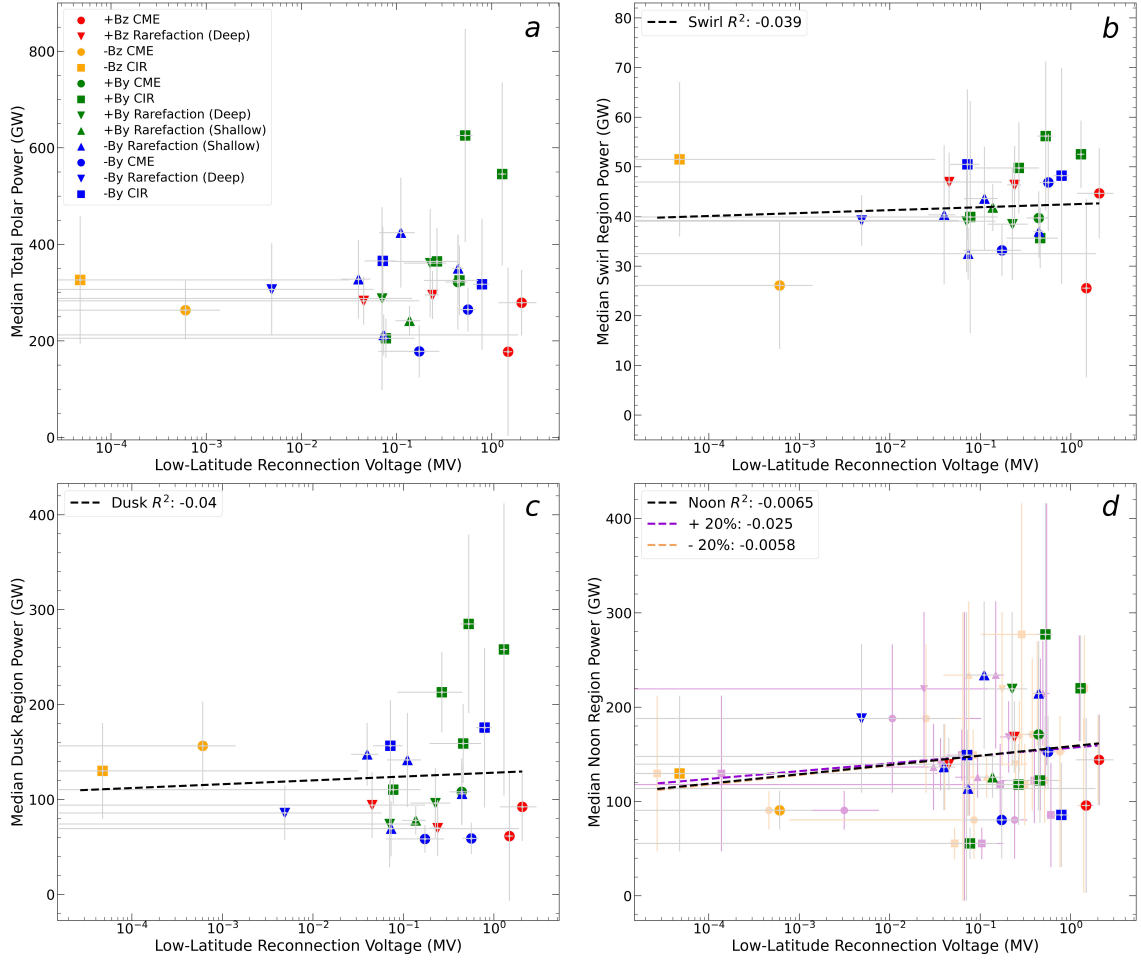 a
+Bz CME
+Bz Rarefaction (Deep)
-Bz CME
-Bz CIR
+By CME
+By CIR
+By Rarefaction (Deep)
+By Rarefaction (Shallow)
-By Rarefaction (Shallow)
-By CME
-By Rarefaction (Deep)
-By CIR
Median Total Polar Power (GW)
800
600
400
200
0
10⁻⁴ 10⁻³ 10⁻² 10⁻¹ 10⁰
Low-Latitude Reconnection Voltage (MV)
b
Swirl R²: -0.039
Median Swirl Region Power (GW)
80
70
60
50
40
30
20
10
0
10⁻⁴ 10⁻³ 10⁻² 10⁻¹ 10⁰
Low-Latitude Reconnection Voltage (MV)
c
Dusk R²: -0.04
Median Dusk Region Power (GW)
400
300
200
100
0
10⁻⁴ 10⁻³ 10⁻² 10⁻¹ 10⁰
Low-Latitude Reconnection Voltage (MV)
d
Noon R²: -0.0065
+ 20%: -0.025
- 20%: -0.0058
Median Noon Region Power (GW)
400
300
200
100
0
10⁻⁴ 10⁻³ 10⁻² 10⁻¹ 10⁰
Low-Latitude Reconnection Voltage (MV)